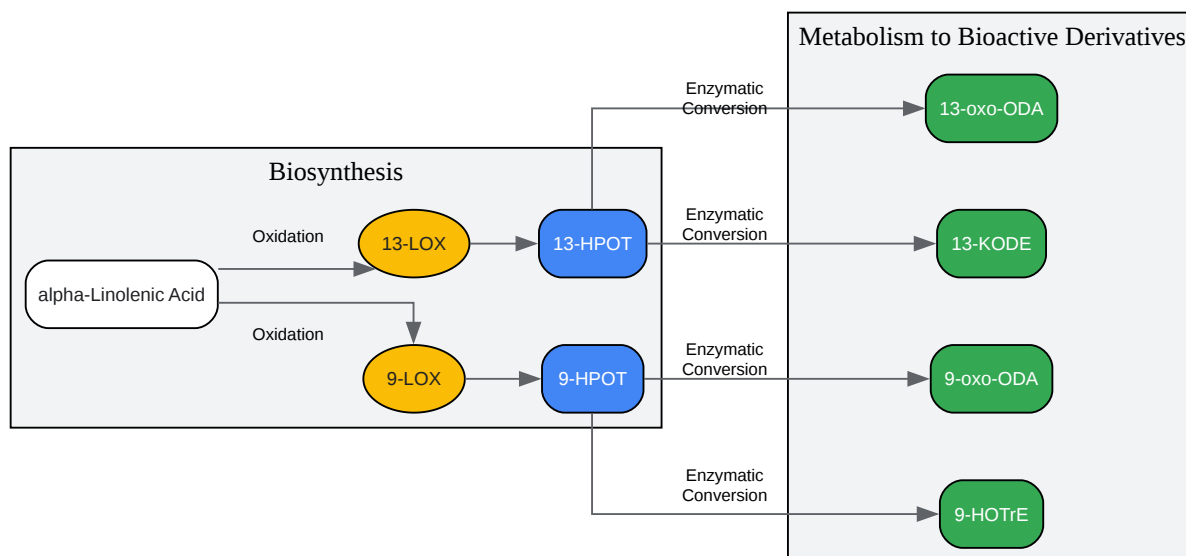 Metabolism to Bioactive Derivatives
Enzymatic
Conversion
13-oxo-ODA
Biosynthesis
Oxidation
13-LOX
13-HPOT
Enzymatic
Conversion
13-KODE
alpha-Linolenic Acid
Oxidation
9-LOX
9-HPOT
Enzymatic
Conversion
9-oxo-ODA
Enzymatic
Conversion
9-HOTrE